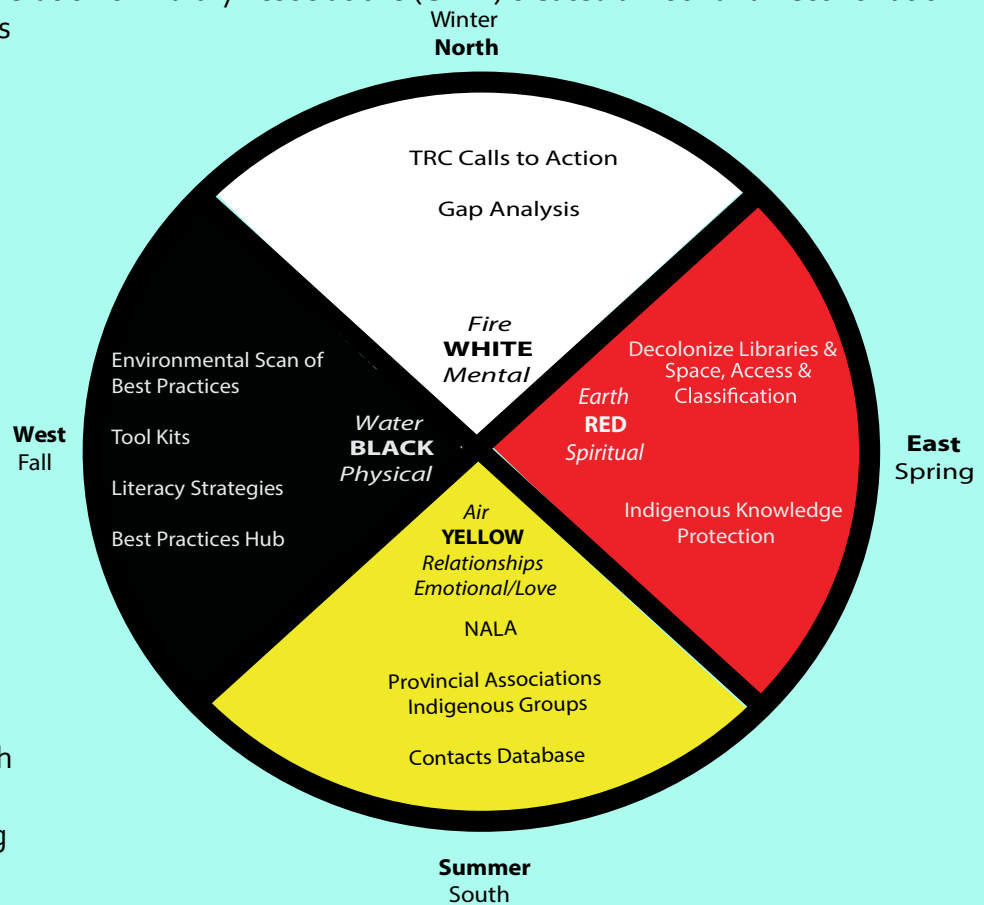 Winter
North
s
TRC Calls to Action
Gap Analysis
Fire
WHITE
Mental
Decolonize Libraries &
Space, Access &
Classification
Earth
RED
Spiritual
Indigenous Knowledge
Protection
East
Spring
Environmental Scan of
Best Practices
Tool Kits
Literacy Strategies
Best Practices Hub
Water
BLACK
Physical
West
Fall
Air
YELLOW
Relationships
Emotional/Love
NALA
Provincial Associations
Indigenous Groups
Contacts Database
h
g
Summer
South